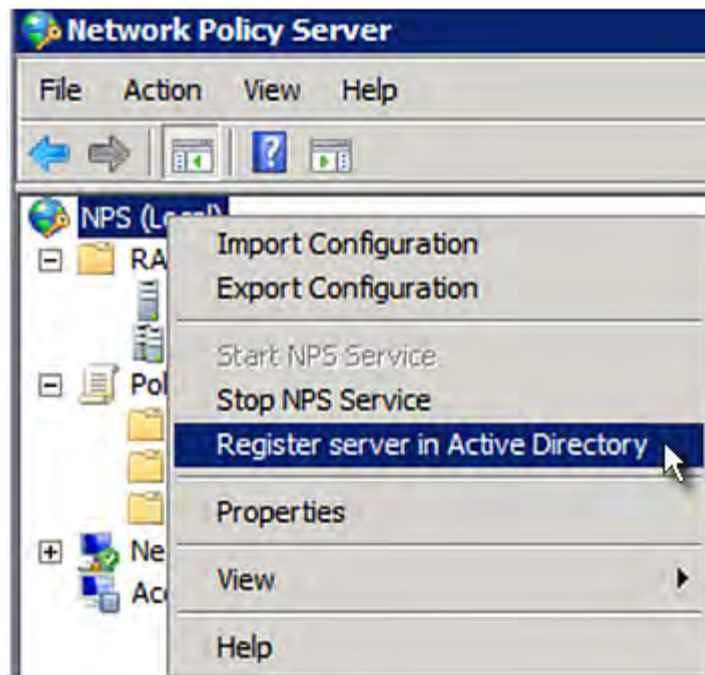 Network Policy Server
File Action View Help
NPS (Local)
Import Configuration
RA
Export Configuration
Start NPS Service
Pol
Stop NPS Service
Register server in Active Directory
Properties
Ne
View
Acc
Help